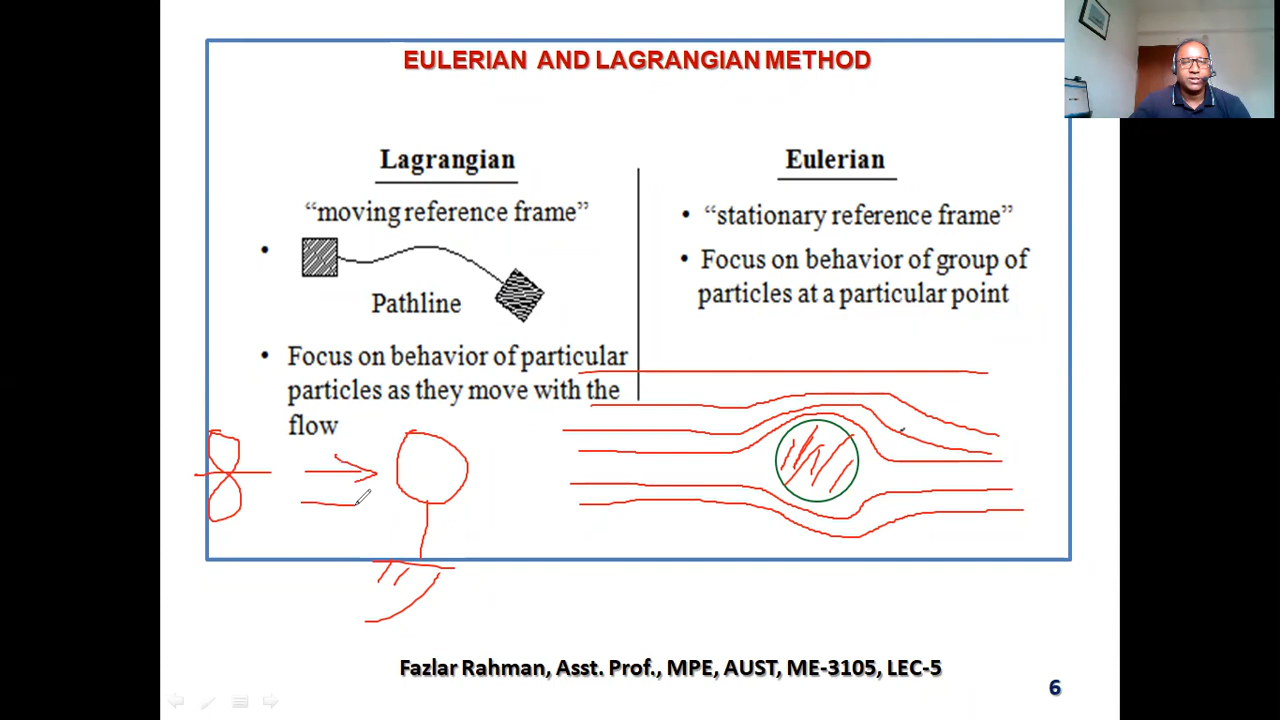 EULERIAN AND LAGRANGIAN METHOD
Lagrangian
“moving reference frame”
•
Pathline
• Focus on behavior of particular
particles as they move with the
flow
Eulerian
• “stationary reference frame”
• Focus on behavior of group of
particles at a particular point
Fazlar Rahman, Asst. Prof., MPE, AUST, ME-3105, LEC-5
6